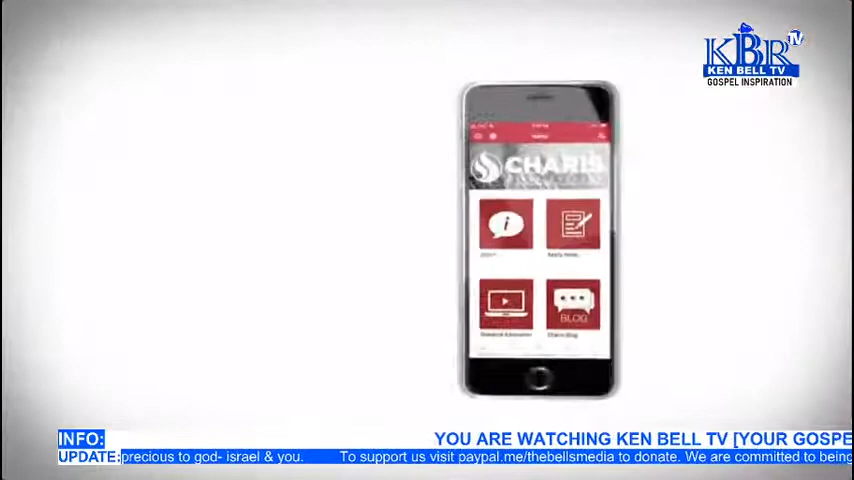 KBR TV
KEN BELL TV
GOSPEL INSPIRATION
CHARIS
i
BLOG
Charis Blog
INFO:
YOU ARE WATCHING KEN BELL TV [YOUR GOSPE
UPDATE:
precious to god- israel & you. To support us visit paypal.me/thebellsmedia to donate. We are committed to being